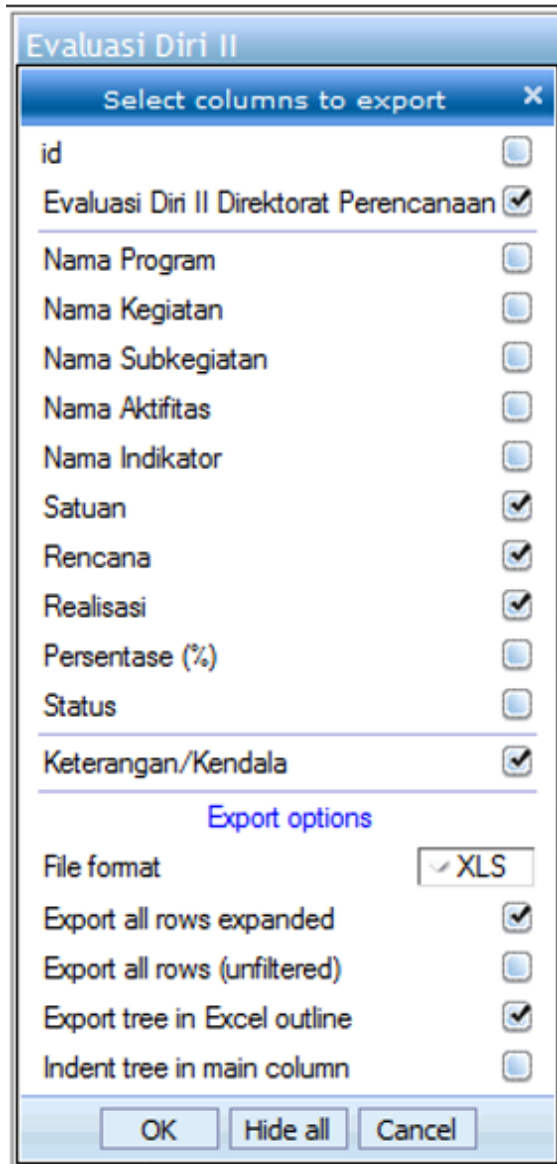 Evaluasi Diri II
Select columns to export
id
Evaluasi Diri II Direktorat Perencanaan
Nama Program
Nama Kegiatan
Nama Subkegiatan
Nama Aktifitas
Nama Indikator
Satuan
Rencana
Realisasi
Persentase (%)
Status
Keterangan/Kendala
Export options
File format XLS
Export all rows expanded
Export all rows (unfiltered)
Export tree in Excel outline
Indent tree in main column
OK Hide all Cancel